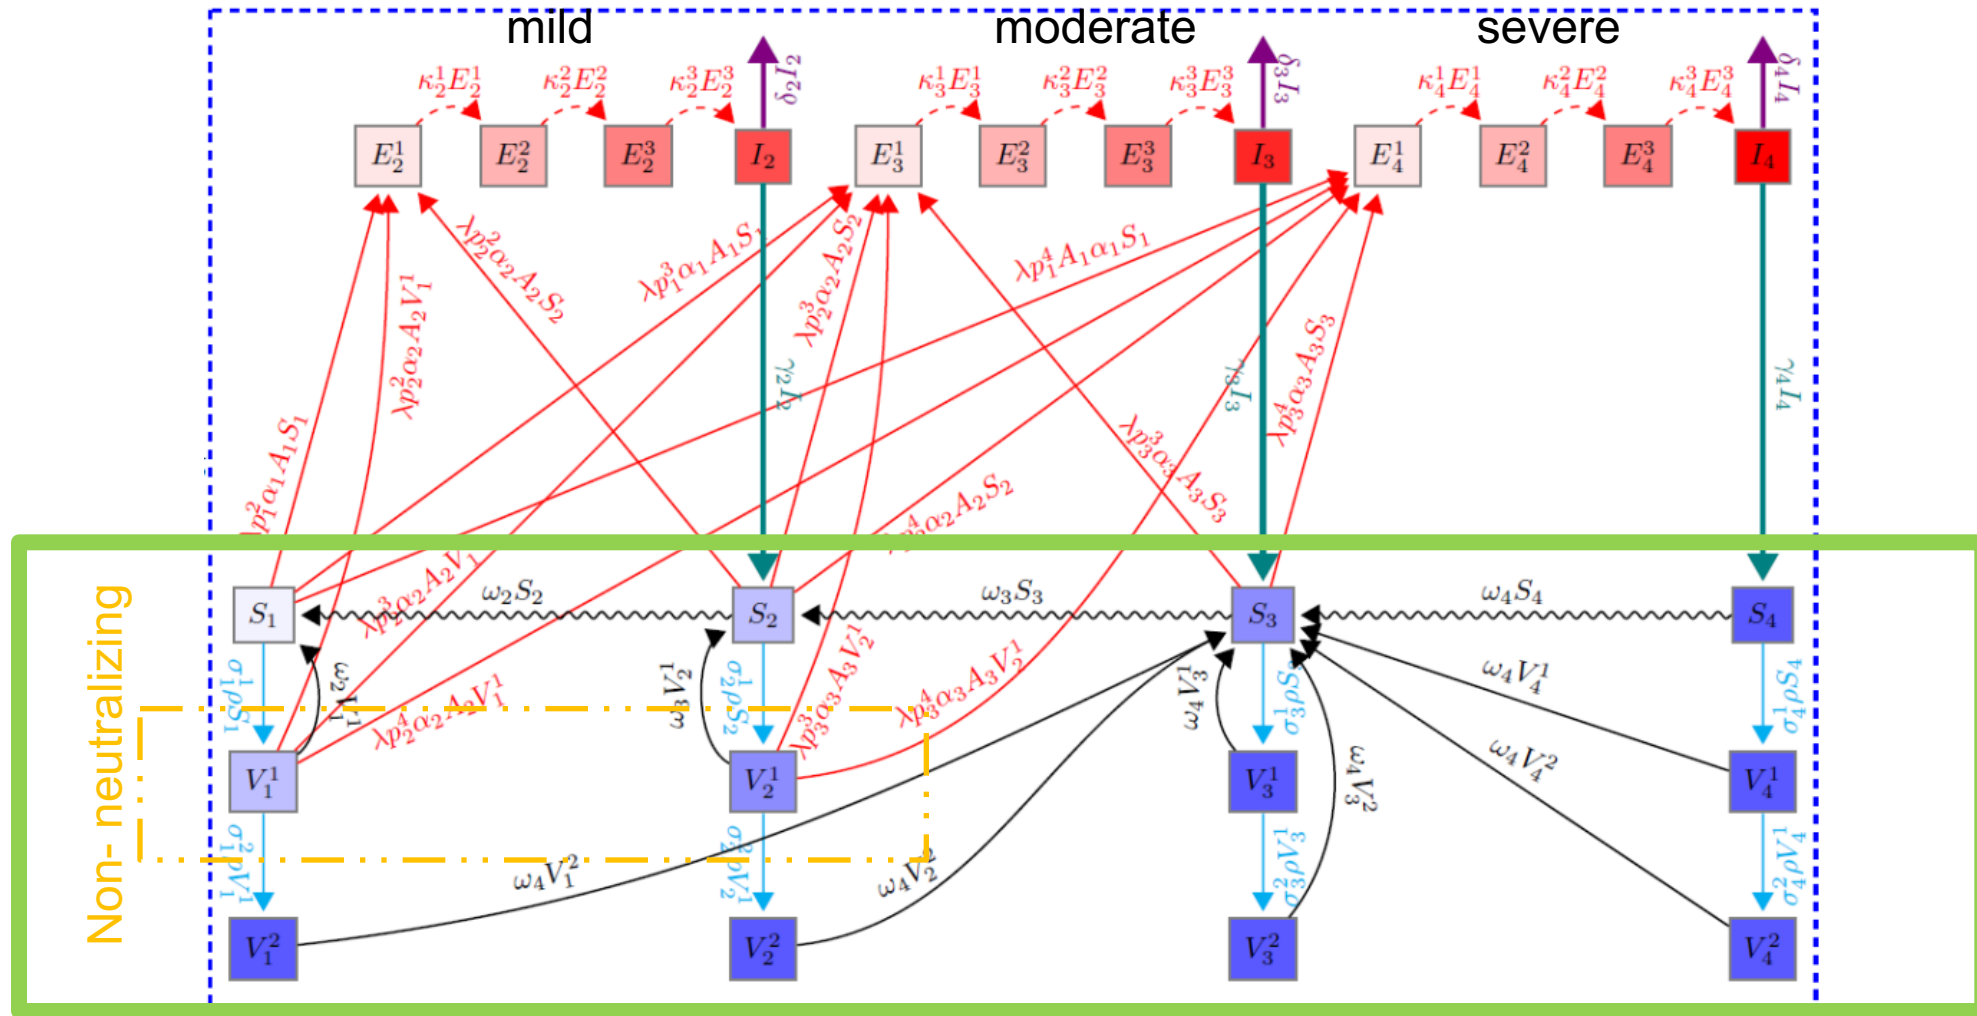 mild moderate severe
δ₂I₂ δ₃I₃ δ₄I₄
κ₂¹E₂¹ κ₂²E₂² κ₂³E₂³ κ₃¹E₃¹ κ₃²E₃² κ₃³E₃³ κ₄¹E₄¹ κ₄²E₄² κ₄³E₄³
E₂¹ E₂² E₂³ I₂ E₃¹ E₃² E₃³ I₃ E₄¹ E₄² E₄³ I₄
λp₂²α₂A₂S₂
λp₁³α₁A₁S₁
λp₂³α₂A₂S₂
λp₁⁴A₁α₁S₁
λp₂²α₂A₂V₁¹
λp₃⁴α₃A₃S₃
γ₂I₂ γ₃I₃ γ₄I₄
λp₁²α₁A₁S₁
λp₃³α₃A₃S₃
λp₂⁴α₂A₂S₂
Non- neutralizing
S₁ ω₂S₂ S₂ ω₃S₃ S₃ ω₄S₄ S₄
λp₂³α₂A₂V₁
σ₁¹ρS₁ ω₂V₁¹ ω₃V₂¹ σ₂¹ρS₂ ω₄V₃¹ σ₃¹ρS₃ ω₄V₄¹ σ₄¹ρS₄
λp₂⁴α₂A₂V₁¹
λp₃³α₃A₃V₂¹
λp₃⁴α₃A₃V₂¹
ω₄V₃² ω₄V₄²
V₁¹ V₂¹ V₃¹ V₄¹
σ₁²ρV₁¹ σ₂²ρV₂¹ σ₃²ρV₃¹ σ₄²ρV₄¹
ω₄V₁² ω₄V₂²
V₁² V₂² V₃² V₄²